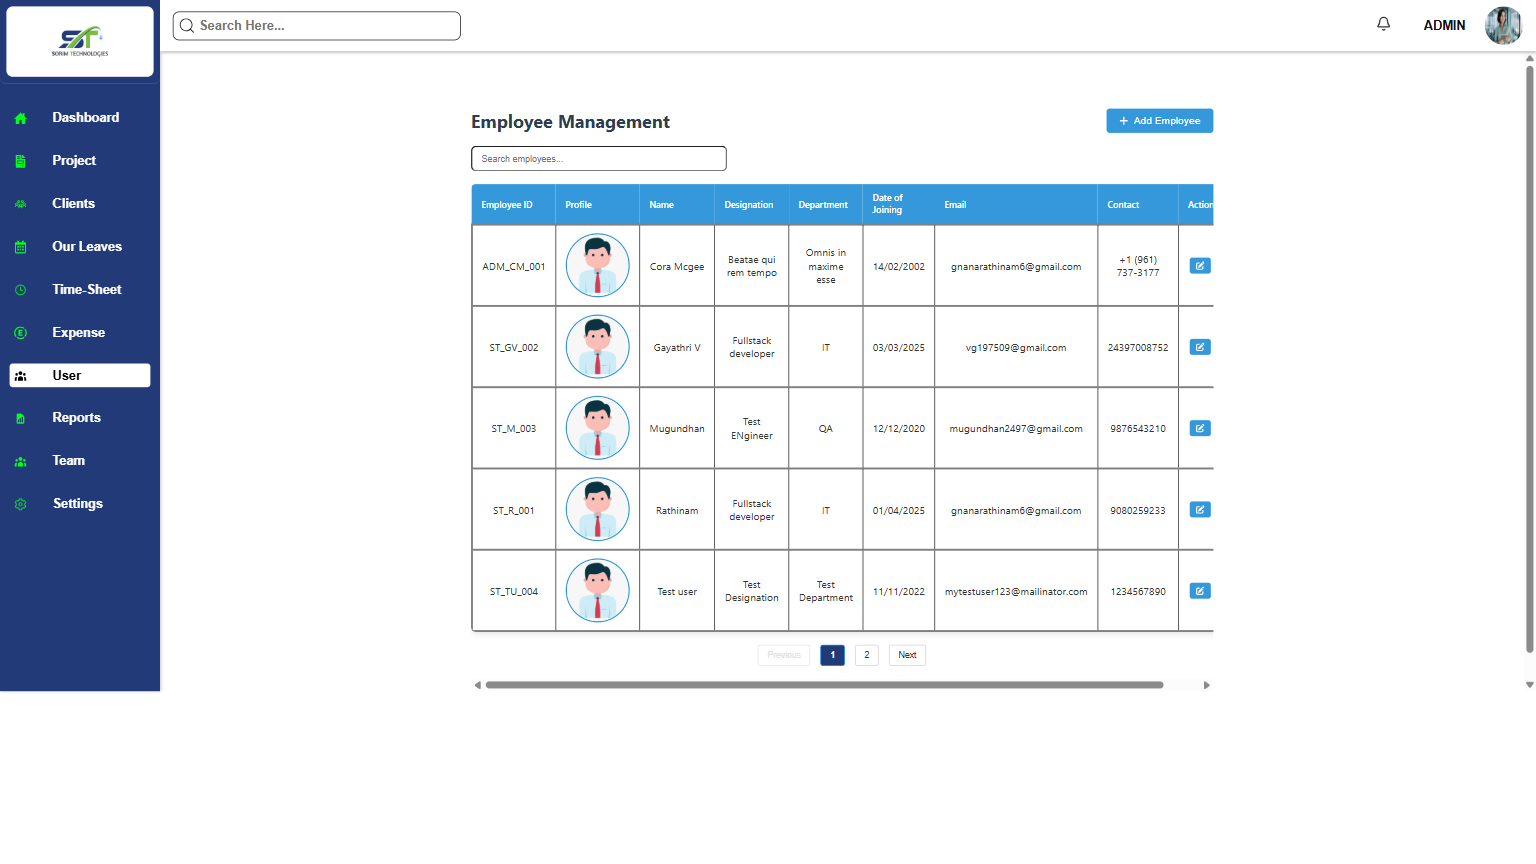 ST
SORIM TECHNOLOGIES
Search Here...
ADMIN
Dashboard
Project
Clients
Our Leaves
Time-Sheet
Expense
User
Reports
Team
Settings
Employee Management
+ Add Employee
Search employees...
Employee ID
Profile
Name
Designation
Department
Date of
Joining
Email
Contact
Action
ADM_CM_001
Cora Mcgee
Beatae qui
rem tempo
Omnis in
maxime
esse
14/02/2002
gnanarathinam6@gmail.com
+1 (961)
737-3177
ST_GV_002
Gayathri V
Fullstack
developer
IT
03/03/2025
vg197509@gmail.com
24397008752
ST_M_003
Mugundhan
Test
ENgineer
QA
12/12/2020
mugundhan2497@gmail.com
9876543210
ST_R_001
Rathinam
Fullstack
developer
IT
01/04/2025
gnanarathinam6@gmail.com
9080259233
ST_TU_004
Test user
Test
Designation
Test
Department
11/11/2022
mytestuser123@mailinator.com
1234567890
Previous
1
2
Next